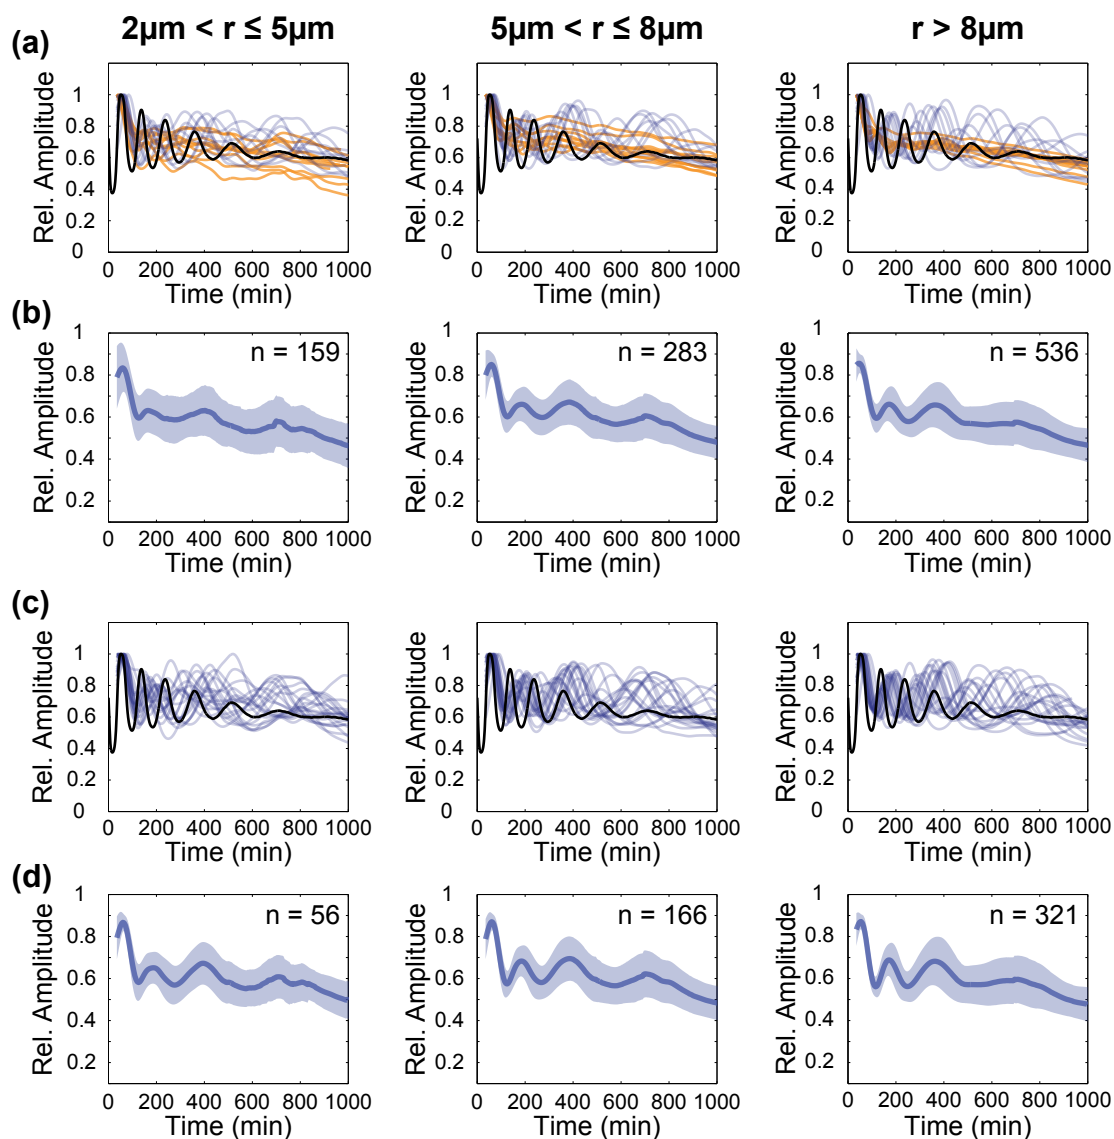 2µm < r ≤ 5µm 5µm < r ≤ 8µm r > 8µm
(a)
Rel. Amplitude Rel. Amplitude Rel. Amplitude
1 1 1
0.8 0.8 0.8
0.6 0.6 0.6
0.4 0.4 0.4
0.2 0.2 0.2
0 0 0
0 200 400 600 800 1000 0 200 400 600 800 1000 0 200 400 600 800 1000
Time (min) Time (min) Time (min)
(b)
Rel. Amplitude Rel. Amplitude Rel. Amplitude
1 1 1
n = 159 n = 283 n = 536
0.8 0.8 0.8
0.6 0.6 0.6
0.4 0.4 0.4
0.2 0.2 0.2
0 200 400 600 800 1000 0 200 400 600 800 1000 0 200 400 600 800 1000
Time (min) Time (min) Time (min)
(c)
Rel. Amplitude Rel. Amplitude Rel. Amplitude
1 1 1
0.8 0.8 0.8
0.6 0.6 0.6
0.4 0.4 0.4
0.2 0.2 0.2
0 0 0
0 200 400 600 800 1000 0 200 400 600 800 1000 0 200 400 600 800 1000
Time (min) Time (min) Time (min)
(d)
Rel. Amplitude Rel. Amplitude Rel. Amplitude
1 1 1
n = 56 n = 166 n = 321
0.8 0.8 0.8
0.6 0.6 0.6
0.4 0.4 0.4
0.2 0.2 0.2
0 200 400 600 800 1000 0 200 400 600 800 1000 0 200 400 600 800 1000
Time (min) Time (min) Time (min)